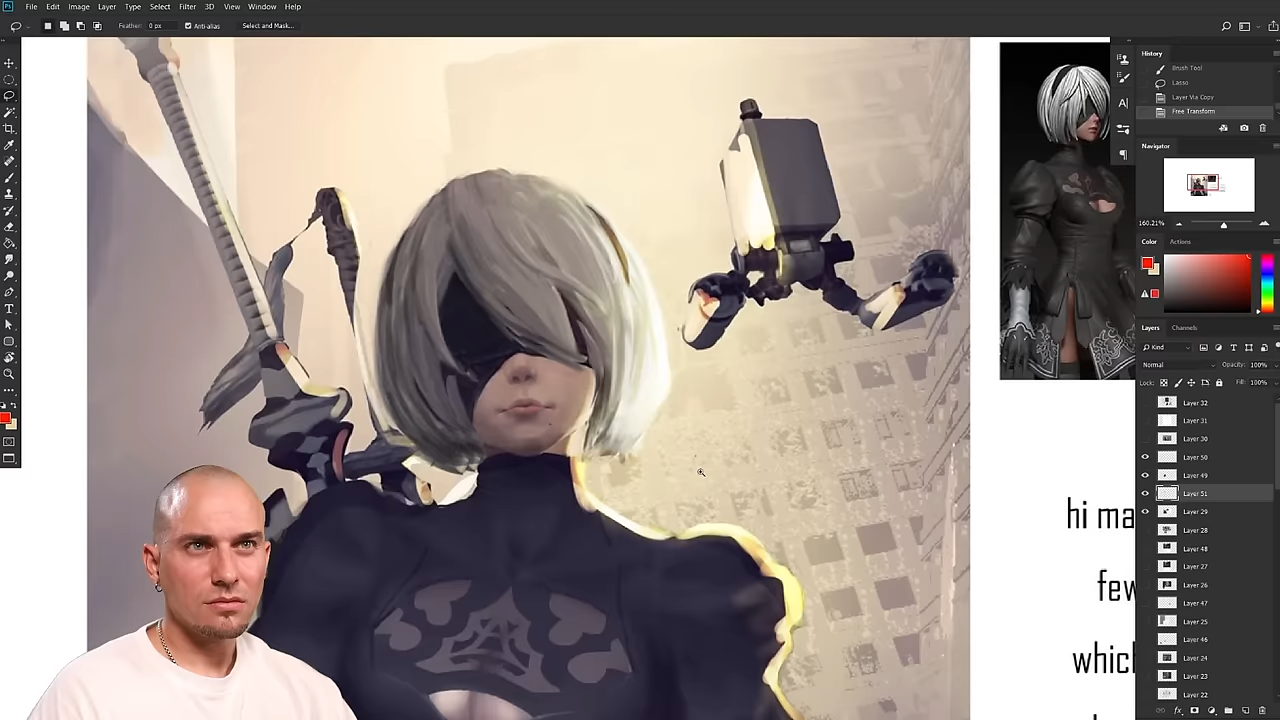 File Edit Image Layer Type Select Filter 3D View Window Help
Feather: 0 px Anti-alias Select and Mask...
History
Brush Tool
Lasso
Layer Via Copy
Free Transform
Navigator
160.21%
Color Actions
Layers Channels
Kind
Normal Opacity: 100%
Lock: Fill: 100%
Layer 32
Layer 31
Layer 30
Layer 50
Layer 49
Layer 51
Layer 29
Layer 28
Layer 48
Layer 27
Layer 26
Layer 47
Layer 25
Layer 46
Layer 24
Layer 23
Layer 22
hi ma
few
which